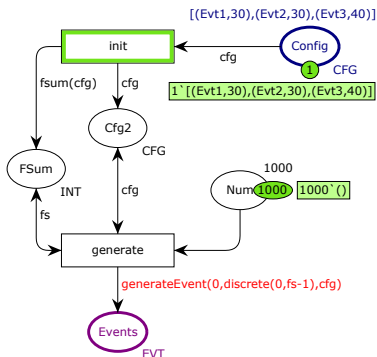 [(Evt1,30),(Evt2,30),(Evt3,40)]
init
cfg
Config
1
CFG
fsum(cfg)
cfg
1`[(Evt1,30),(Evt2,30),(Evt3,40)]
Cfg2
CFG
FSum
INT
cfg
1000
Num
1000
1000`()
fs
generate
generateEvent(0,discrete(0,fs-1),cfg)
Events
EVT